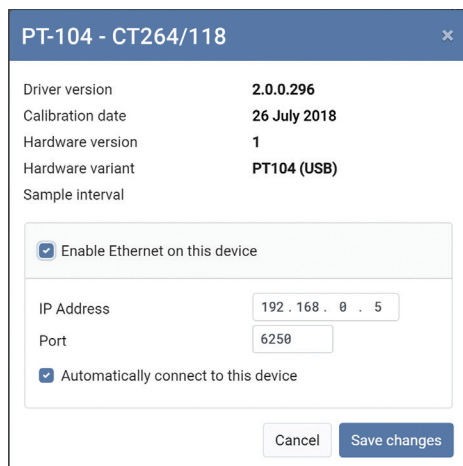 PT-104 - CT264/118 ×
Driver version 2.0.0.296
Calibration date 26 July 2018
Hardware version 1
Hardware variant PT104 (USB)
Sample interval
Enable Ethernet on this device
IP Address 192.168. 0 . 5
Port 6250
Automatically connect to this device
Cancel Save changes